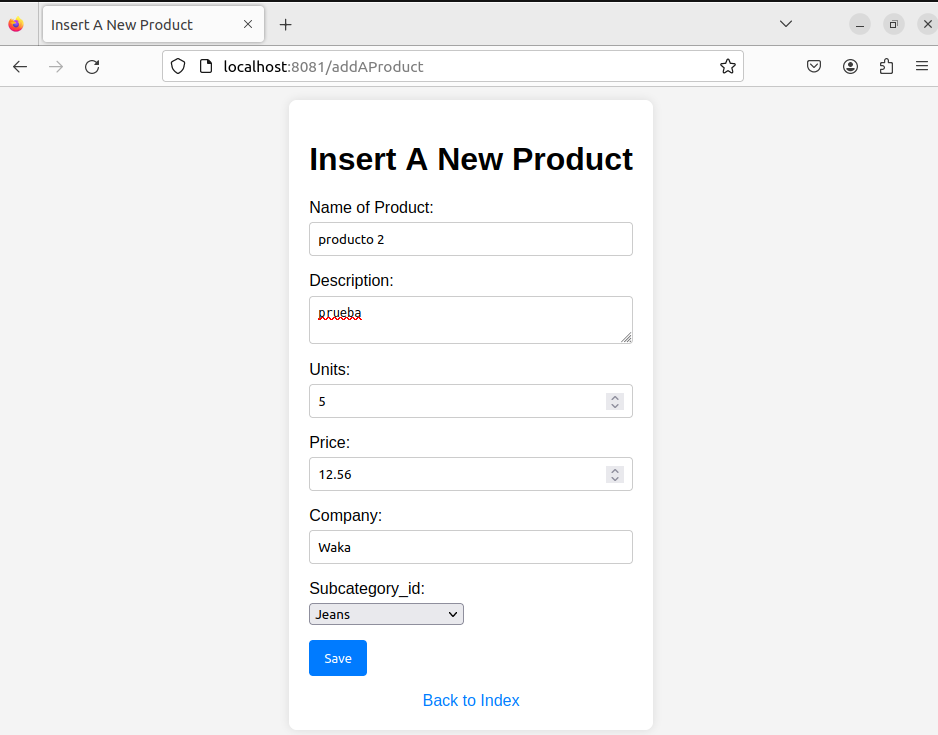 Insert A New Product
localhost:8081/addAProduct
Insert A New Product
Name of Product:
producto 2
Description:
prueba
Units:
5
Price:
12.56
Company:
Waka
Subcategory_id:
Jeans
Save
Back to Index